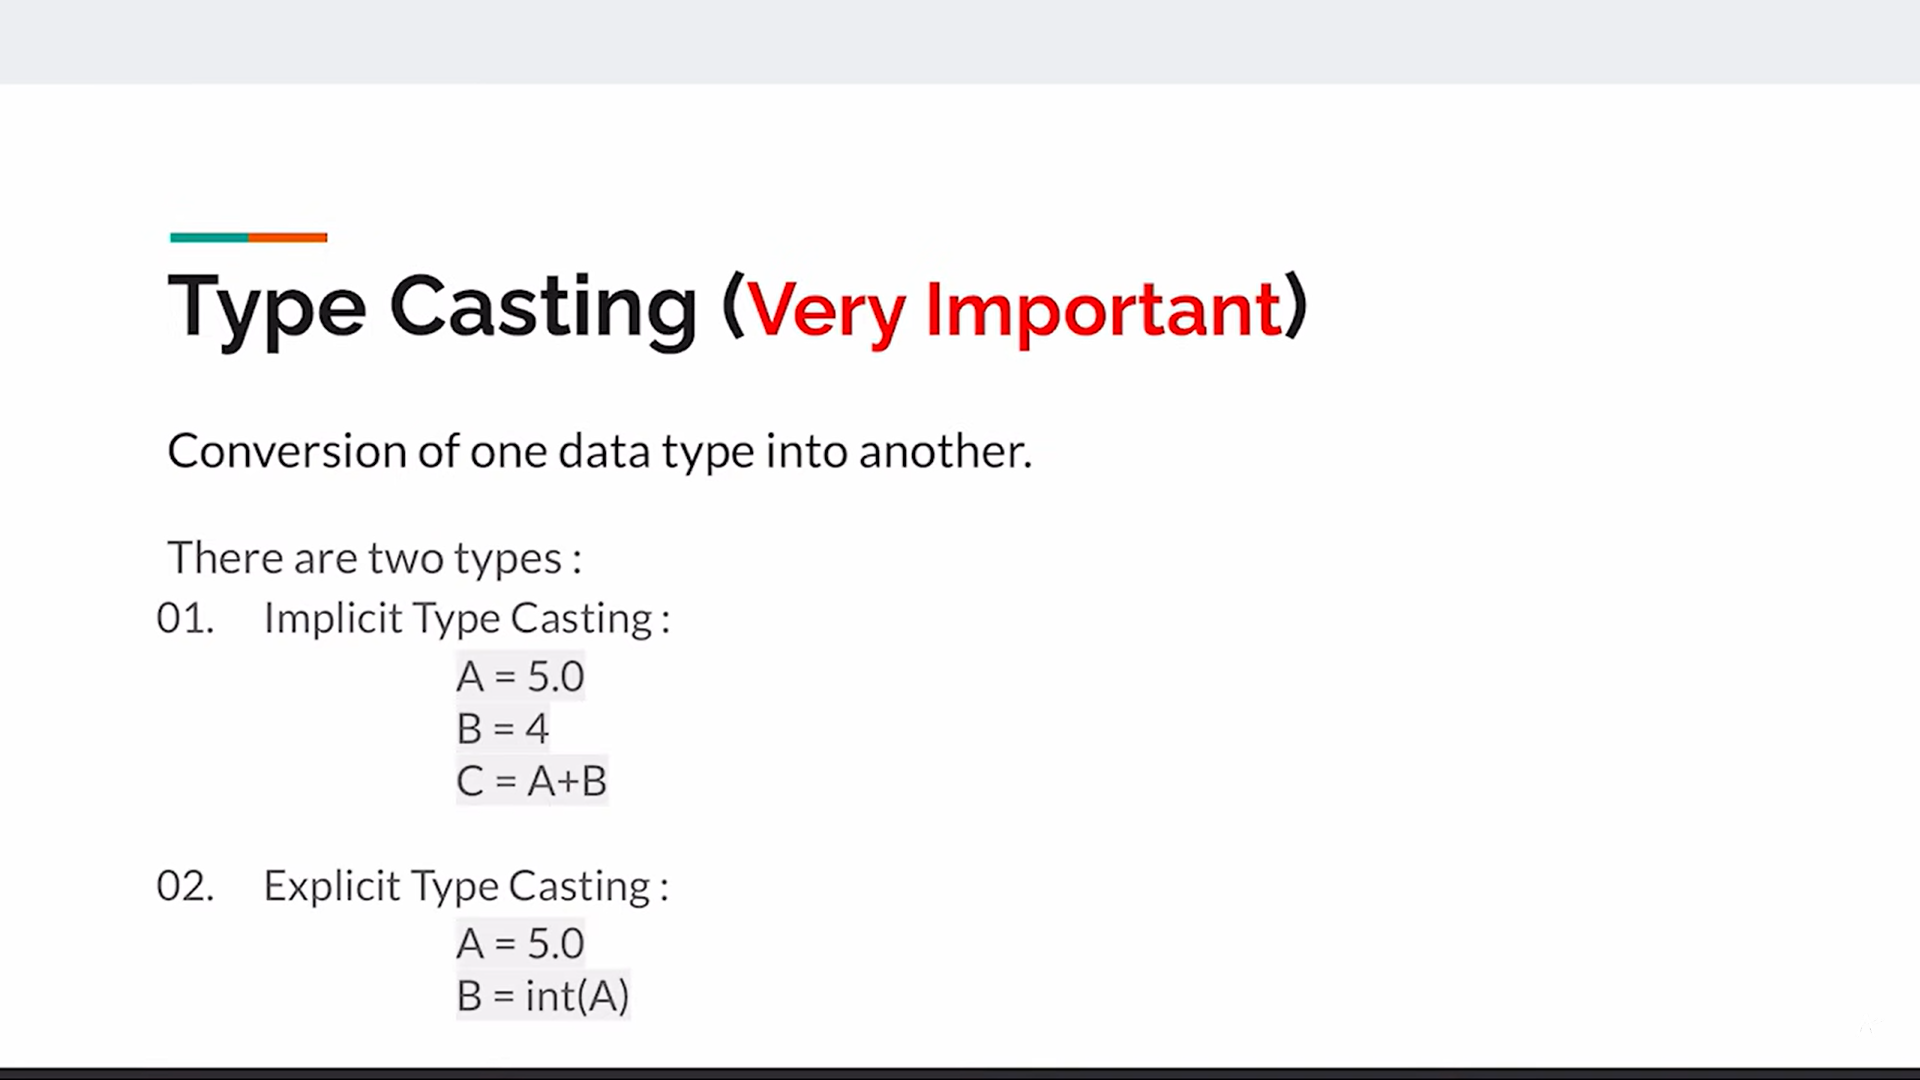 Type Casting (Very Important)
Conversion of one data type into another.
There are two types :
01. Implicit Type Casting :
A = 5.0
B = 4
C = A+B
02. Explicit Type Casting :
A = 5.0
B = int(A)